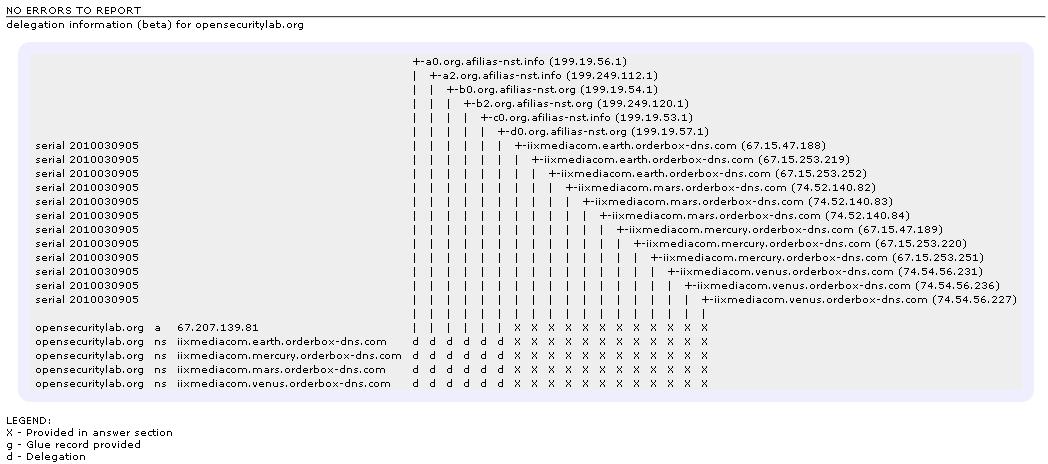 NO ERRORS TO REPORT
delegation information (beta) for opensecuritylab.org
+-a0.org.afilias-nst.info (199.19.56.1)
| +-a2.org.afilias-nst.info (199.249.112.1)
| | +-b0.org.afilias-nst.org (199.19.54.1)
| | | +-b2.org.afilias-nst.org (199.249.120.1)
| | | | +-c0.org.afilias-nst.info (199.19.53.1)
| | | | | +-d0.org.afilias-nst.org (199.19.57.1)
serial 2010030905 | | | | | | +-iixmediacom.earth.orderbox-dns.com (67.15.47.188)
serial 2010030905 | | | | | | | +-iixmediacom.earth.orderbox-dns.com (67.15.253.219)
serial 2010030905 | | | | | | | | +-iixmediacom.earth.orderbox-dns.com (67.15.253.252)
serial 2010030905 | | | | | | | | | +-iixmediacom.mars.orderbox-dns.com (74.52.140.82)
serial 2010030905 | | | | | | | | | | +-iixmediacom.mars.orderbox-dns.com (74.52.140.83)
serial 2010030905 | | | | | | | | | | | +-iixmediacom.mars.orderbox-dns.com (74.52.140.84)
serial 2010030905 | | | | | | | | | | | | +-iixmediacom.mercury.orderbox-dns.com (67.15.47.189)
serial 2010030905 | | | | | | | | | | | | | +-iixmediacom.mercury.orderbox-dns.com (67.15.253.220)
serial 2010030905 | | | | | | | | | | | | | | +-iixmediacom.mercury.orderbox-dns.com (67.15.253.251)
serial 2010030905 | | | | | | | | | | | | | | | +-iixmediacom.venus.orderbox-dns.com (74.54.56.231)
serial 2010030905 | | | | | | | | | | | | | | | | +-iixmediacom.venus.orderbox-dns.com (74.54.56.236)
serial 2010030905 | | | | | | | | | | | | | | | | | +-iixmediacom.venus.orderbox-dns.com (74.54.56.227)
| | | | | | | | | | | | | | | | | |
opensecuritylab.org a 67.207.139.81 | | | | | | X X X X X X X X X X X X
opensecuritylab.org ns iixmediacom.earth.orderbox-dns.com d d d d d d X X X X X X X X X X X X
opensecuritylab.org ns iixmediacom.mercury.orderbox-dns.com d d d d d d X X X X X X X X X X X X
opensecuritylab.org ns iixmediacom.mars.orderbox-dns.com d d d d d d X X X X X X X X X X X X
opensecuritylab.org ns iixmediacom.venus.orderbox-dns.com d d d d d d X X X X X X X X X X X X
LEGEND:
X - Provided in answer section
g - Glue record provided
d - Delegation